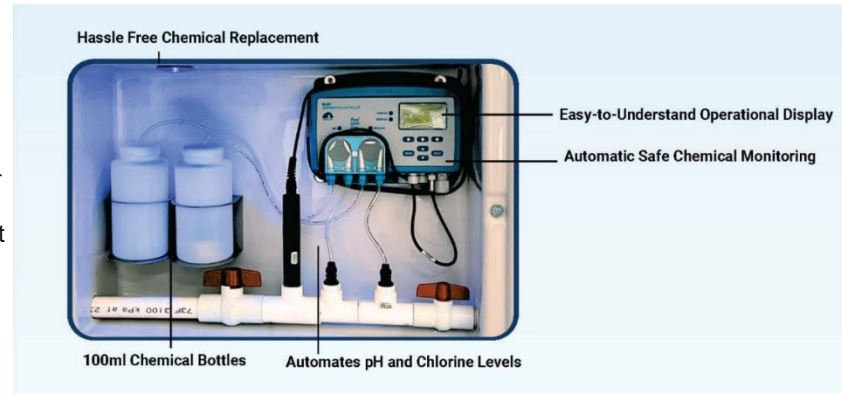 Hassle Free Chemical Replacement
Easy-to-Understand Operational Display
Automatic Safe Chemical Monitoring
100ml Chemical Bottles
Automates pH and Chlorine Levels
t